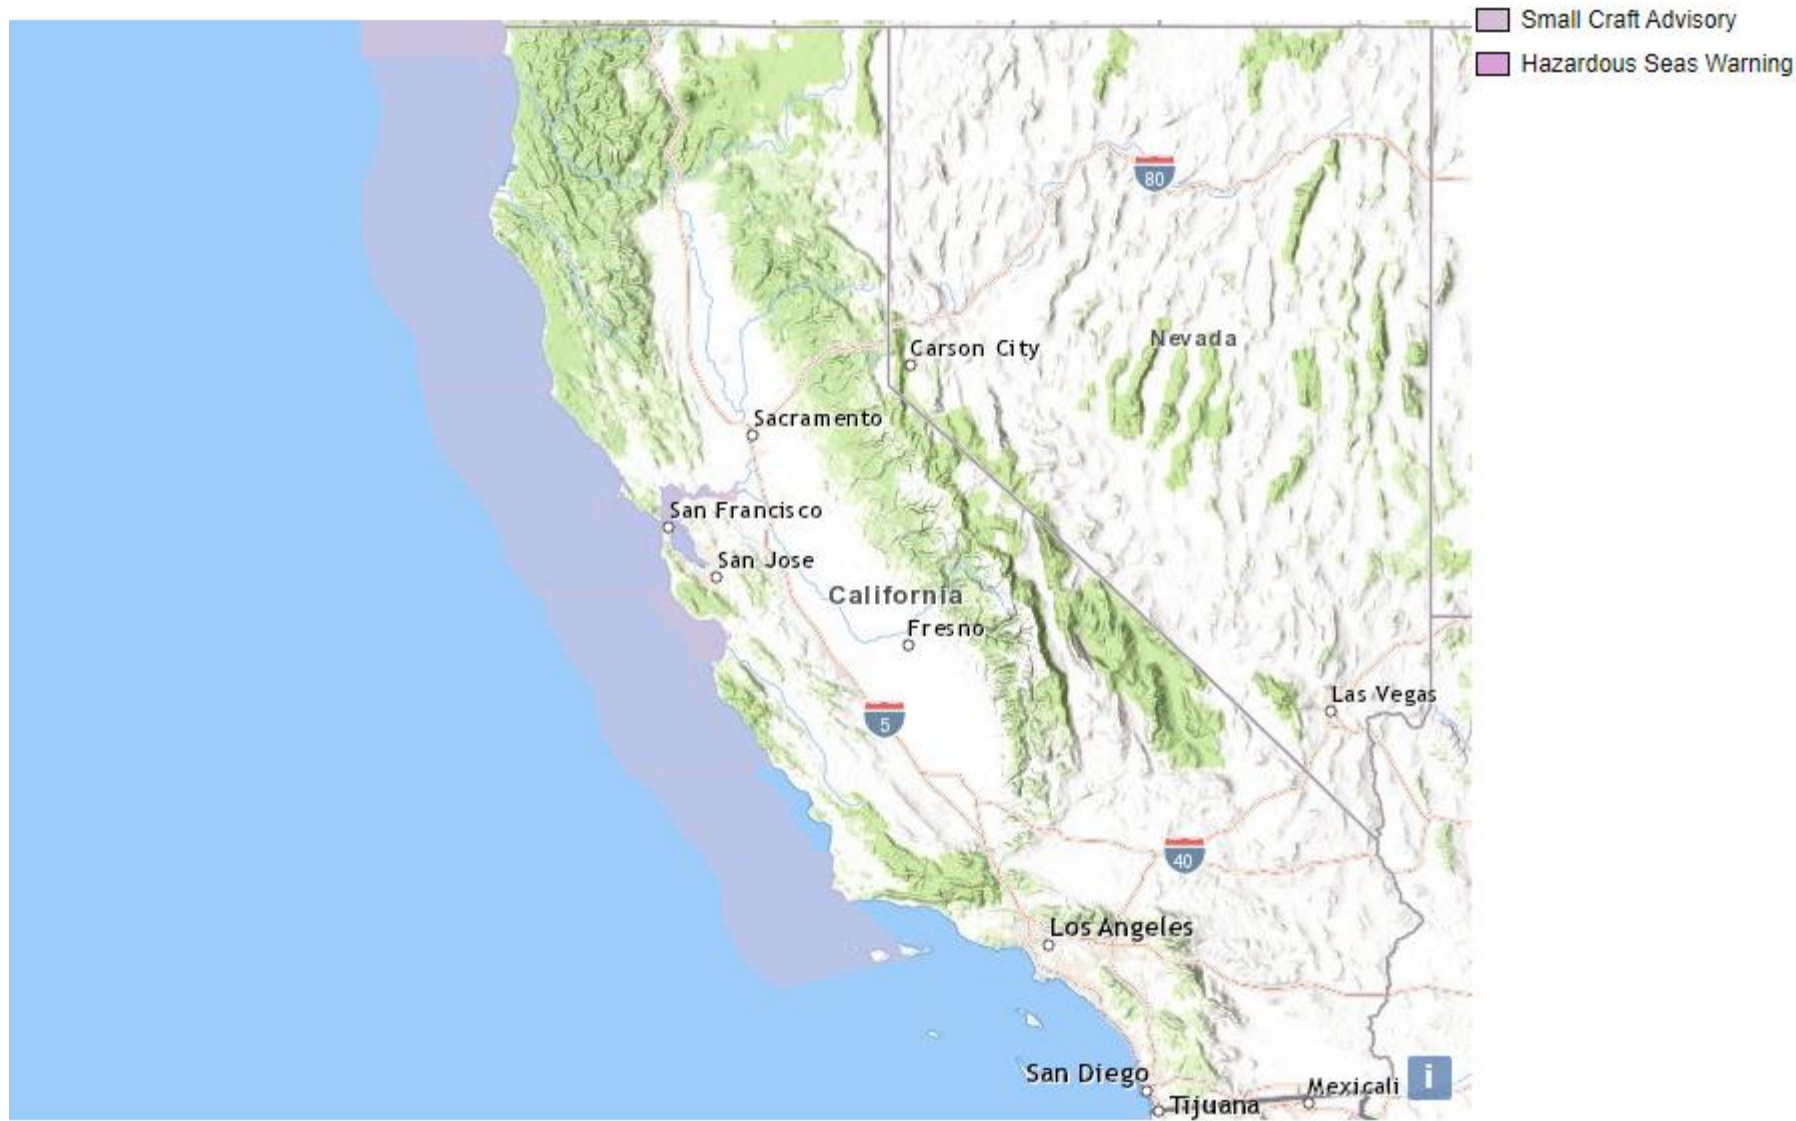 Small Craft Advisory
Hazardous Seas Warning
80
Nevada
Carson City
Sacramento
San Francisco
San Jose
California
Fresno
Las Vegas
5
40
Los Angeles
San Diego
Mexicali
i
Tijuana